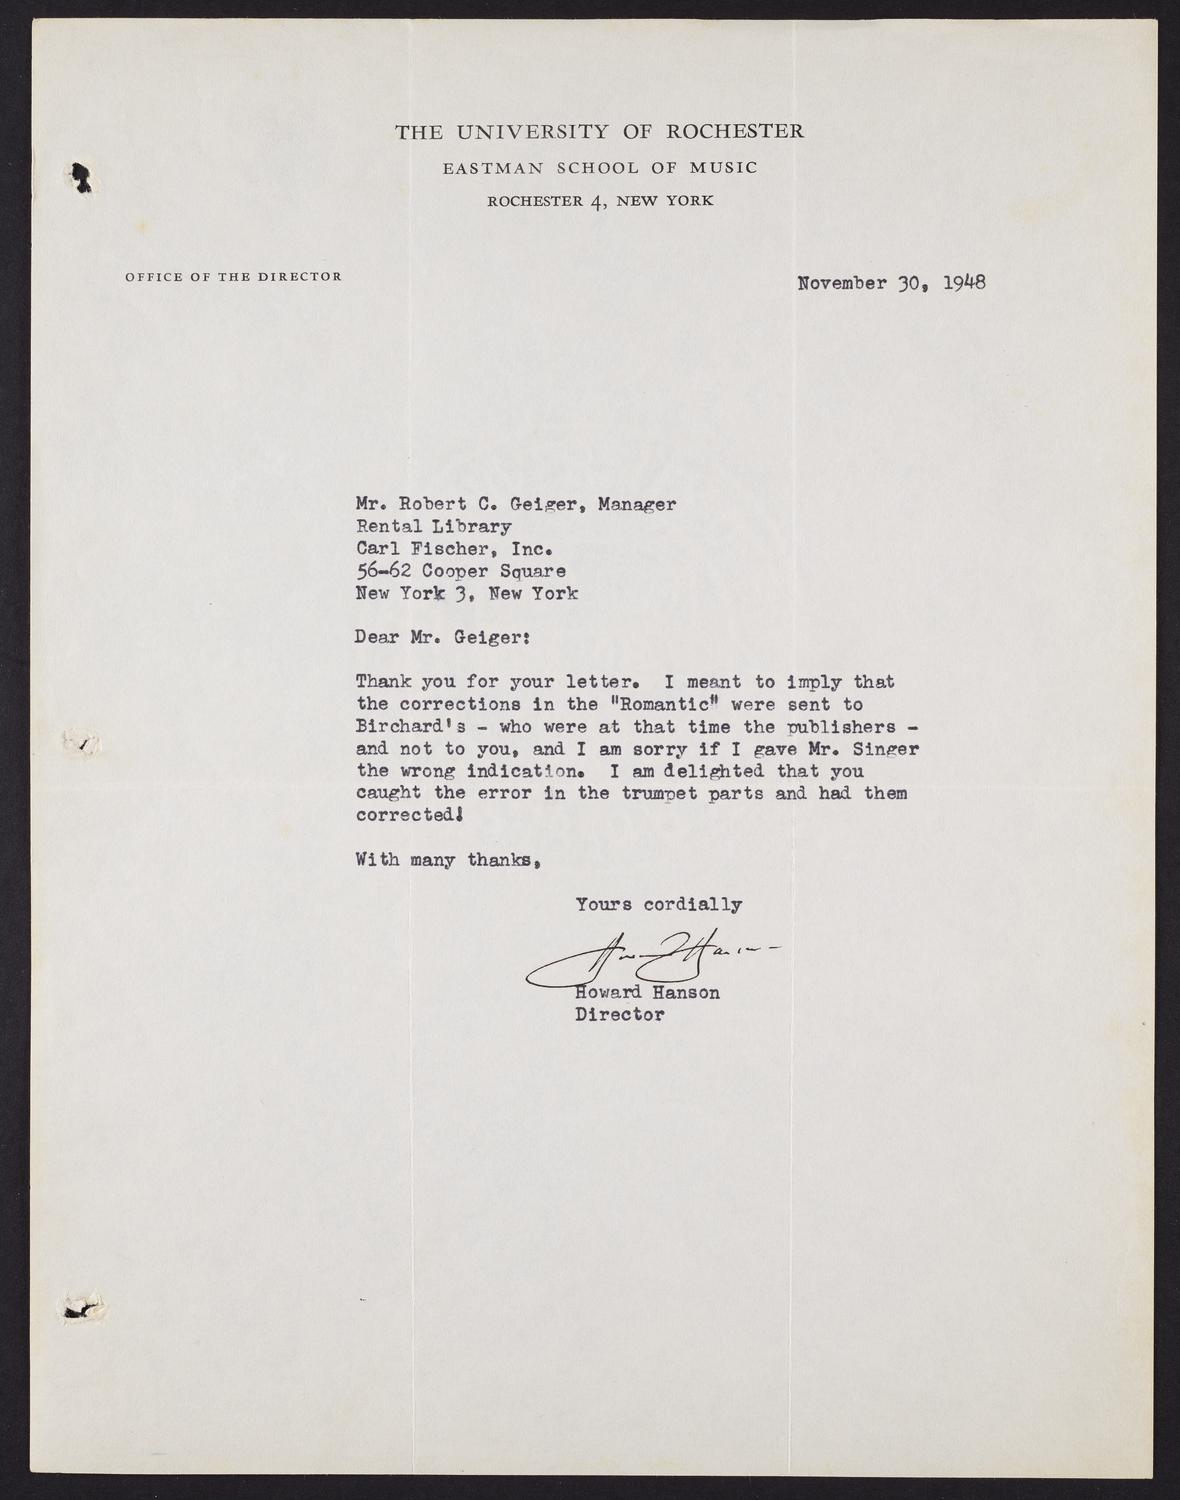 THE UNIVERSITY OF ROCHESTER
EASTMAN SCHOOL OF MUSIC
ROCHESTER 4, NEW YORK
OFFICE OF THE DIRECTOR
November 30, 1948
Mr. Robert C. Geiger, Manager
Rental Library
Carl Fischer, Inc.
56-62 Cooper Square
New York 3, New York
Dear Mr. Geiger:
Thank you for your letter. I meant to imply that
the corrections in the "Romantic" were sent to
Birchard's - who were at that time the publishers -
and not to you, and I am sorry if I gave Mr. Singer
the wrong indication. I am delighted that you
caught the error in the trumpet parts and had them
corrected!
With many thanks,
Yours cordially
Howard Hanson
Howard Hanson
Director